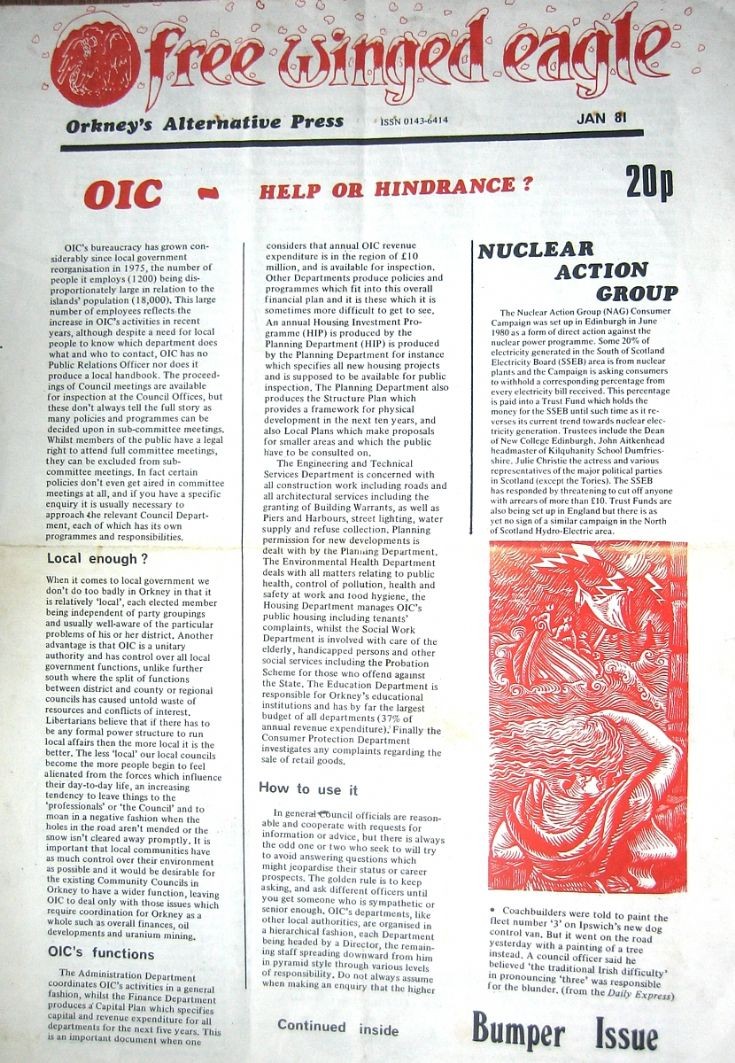 free winged eagle
Orkney's Alternative Press ISSN 0143-6414 JAN 81
OIC - HELP OR HINDRANCE ?
20p
OIC's bureaucracy has grown con-
siderably since local government
reorganisation in 1975, the number of
people it employs (1200) being dis-
proportionately large in relation to the
islands' population (18,000). This large
number of employees reflects the
increase in OIC's activities in recent
years, although despite a need for local
people to know which department does
what and who to contact, OIC has no
Public Relations Officer nor does it
produce a local handbook. The proceed-
ings of Council meetings are available
for inspection at the Council Offices, but
these don't always tell the full story as
many policies and programmes can be
decided upon in sub-committee meetings.
Whilst members of the public have a legal
right to attend full committee meetings,
they can be excluded from sub-
committee meetings. In fact certain
policies don't even get aired in committee
meetings at all, and if you have a specific
enquiry it is usually necessary to
approach the relevant Council Depart-
ment, each of which has its own
programmes and responsibilities.
Local enough ?
When it comes to local government we
don't do too badly in Orkney in that it
is relatively 'local', each elected member
being independent of party groupings
and usually well-aware of the particular
problems of his or her district. Another
advantage is that OIC is a unitary
authority and has control over all local
government functions, unlike further
south where the split of functions
between district and county or regional
councils has caused untold waste of
resources and conflicts of interest.
Libertarians believe that if there has to
be any formal power structure to run
local affairs then the more local it is the
better. The less 'local' our local councils
become the more people begin to feel
alienated from the forces which influence
their day-to-day life, an increasing
tendency to leave things to the
'professionals' or 'the Council' and to
moan in a negative fashion when the
holes in the road aren't mended or the
snow isn't cleared away promptly. It is
important that local communities have
as much control over their environment
as possible and it would be desirable for
the existing Community Councils in
Orkney to have a wider function, leaving
OIC to deal only with those issues which
require coordination for Orkney as a
whole such as overall finances, oil
developments and uranium mining.
OIC's functions
The Administration Department
coordinates OIC's activities in a general
fashion, whilst the Finance Department
produces a Capital Plan which specifies
capital and revenue expenditure for all
departments for the next five years. This
is an important document when one
considers that annual OIC revenue
expenditure is in the region of £10
million, and is available for inspection.
Other Departments produce policies and
programmes which fit into this overall
financial plan and it is these which it is
sometimes more difficult to get to see.
An annual Housing Investment Pro-
gramme (HIP) is produced by the
Planning Department (HIP) is produced
by the Planning Department for instance
which specifies all new housing projects
and is supposed to be available for public
inspection. The Planning Department also
produces the Structure Plan which
provides a framework for physical
development in the next ten years, and
also Local Plans which make proposals
for smaller areas and which the public
have to be consulted on.
The Engineering and Technical
Services Department is concerned with
all construction work including roads and
all architectural services including the
granting of Building Warrants, as well as
Piers and Harbours, street lighting, water
supply and refuse collection. Planning
permission for new developments is
dealt with by the Planning Department.
The Environmental Health Department
deals with all matters relating to public
health, control of pollution, health and
safety at work and food hygiene, the
Housing Department manages OIC's
public housing including tenants'
complaints, whilst the Social Work
Department is involved with care of the
elderly, handicapped persons and other
social services including the Probation
Scheme for those who offend against
the State. The Education Department is
responsible for Orkney's educational
institutions and has by far the largest
budget of all departments (37% of
annual revenue expenditure). Finally the
Consumer Protection Department
investigates any complaints regarding the
sale of retail goods.
How to use it
In general council officials are reason-
able and cooperate with requests for
information or advice, but there is always
the odd one or two who seek to will try
to avoid answering questions which
might jeopardise their status or career
prospects. The golden rule is to keep
asking, and ask different officers until
you get someone who is sympathetic or
senior enough, OIC's departments, like
other local authorities, are organised in
a hierarchical fashion, each Department
being headed by a Director, the remain-
ing staff spreading downward from him
in pyramid style through various levels
of responsibility. Do not always assume
when making an enquiry that the higher
Continued inside
NUCLEAR
ACTION
GROUP
The Nuclear Action Group (NAG) Consumer
Campaign was set up in Edinburgh in June
1980 as a form of direct action against the
nuclear power programme. Some 20% of
electricity generated in the South of Scotland
Electricity Board (SSEB) area is from nuclear
plants and the Campaign is asking consumers
to withhold a corresponding percentage from
every electricity bill received. This percentage
is paid into a Trust Fund which holds the
money for the SSEB until such time as it re-
verses its current trend towards nuclear elec-
tricity generation. Trustees include the Dean
of New College Edinburgh. John Aitkenhead
headmaster of Kilquhanity School Dumfries-
shire. Julie Christie the actress and various
representatives of the major political parties
in Scotland (except the Tories). The SSEB
has responded by threatening to cut off anyone
with arrears of more than £10. Trust Funds are
also being set up in England but there is as
yet no sign of a similar campaign in the North
of Scotland Hydro-Electric area.
• Coachbuilders were told to paint the
fleet number '3' on Ipswich's new dog
control van. But it went on the road
yesterday with a painting of a tree
instead. A council officer said he
believed 'the traditional Irish difficulty'
in pronouncing 'three' was responsible
for the blunder. (from the Daily Express)
Bumper Issue